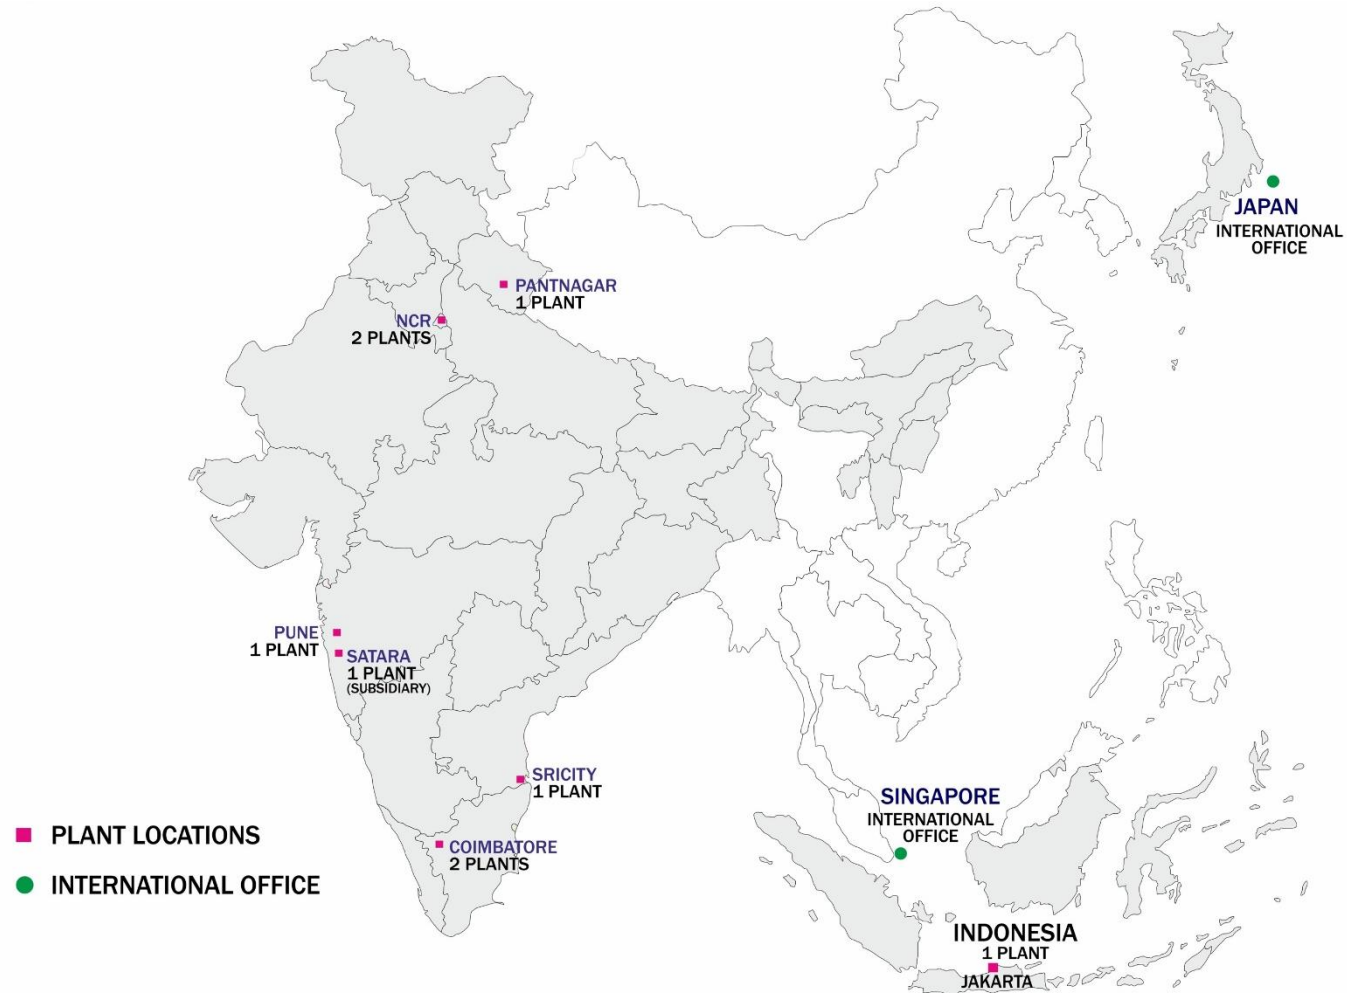 JAPAN
INTERNATIONAL
OFFICE
PANTNAGAR
1 PLANT
NCR
2 PLANTS
PUNE
1 PLANT
SATARA
1 PLANT
(SUBSIDIARY)
SRICITY
1 PLANT
COIMBATORE
2 PLANTS
SINGAPORE
INTERNATIONAL
OFFICE
INDONESIA
1 PLANT
JAKARTA
PLANT LOCATIONS
INTERNATIONAL OFFICE